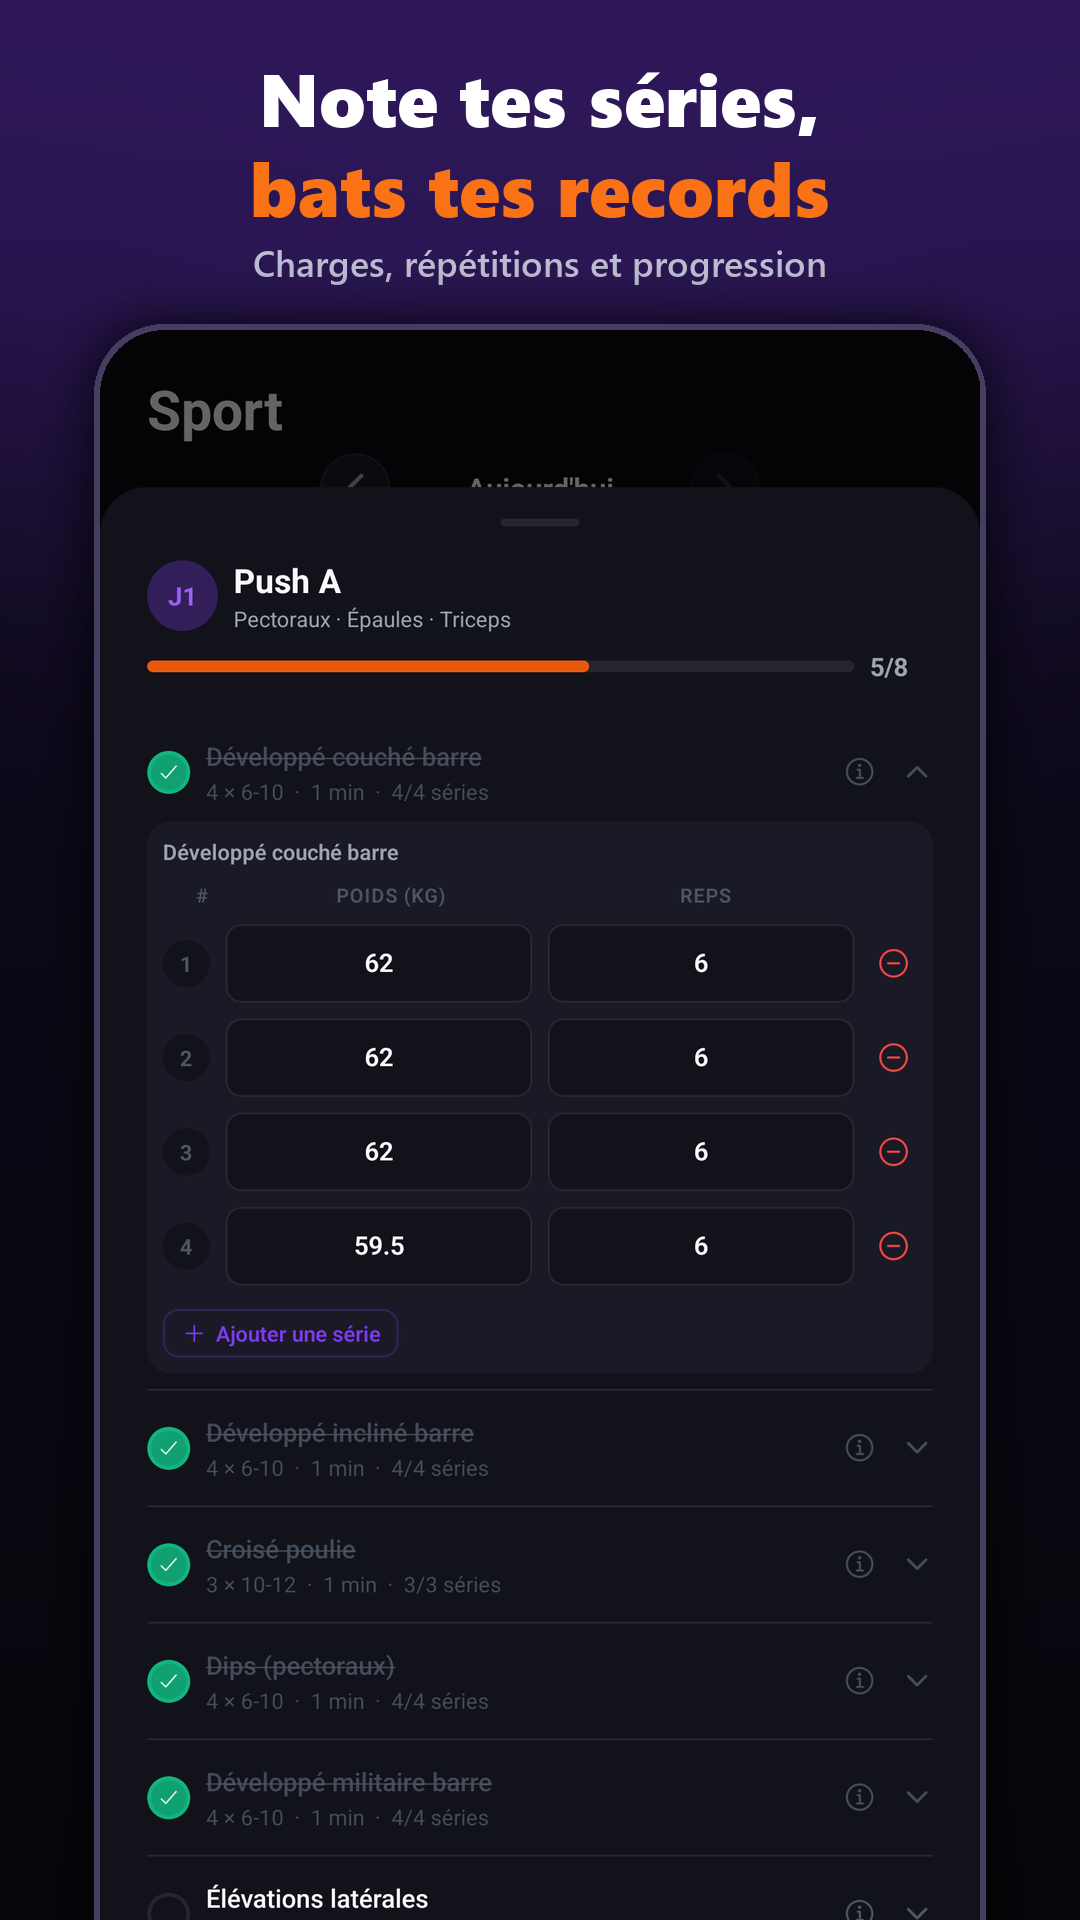 Note tes séries,
bats tes records
Charges, répétitions et progression
Sport
Aujourd'hui
J1
Push A
Pectoraux · Épaules · Triceps
5/8
Développé couché barre
4 × 6-10 · 1 min · 4/4 séries
Développé couché barre
# POIDS (KG) REPS
1 62 6
2 62 6
3 62 6
4 59.5 6
+ Ajouter une série
Développé incliné barre
4 × 6-10 · 1 min · 4/4 séries
Croisé poulie
3 × 10-12 · 1 min · 3/3 séries
Dips (pectoraux)
4 × 6-10 · 1 min · 4/4 séries
Développé militaire barre
4 × 6-10 · 1 min · 4/4 séries
Élévations latérales